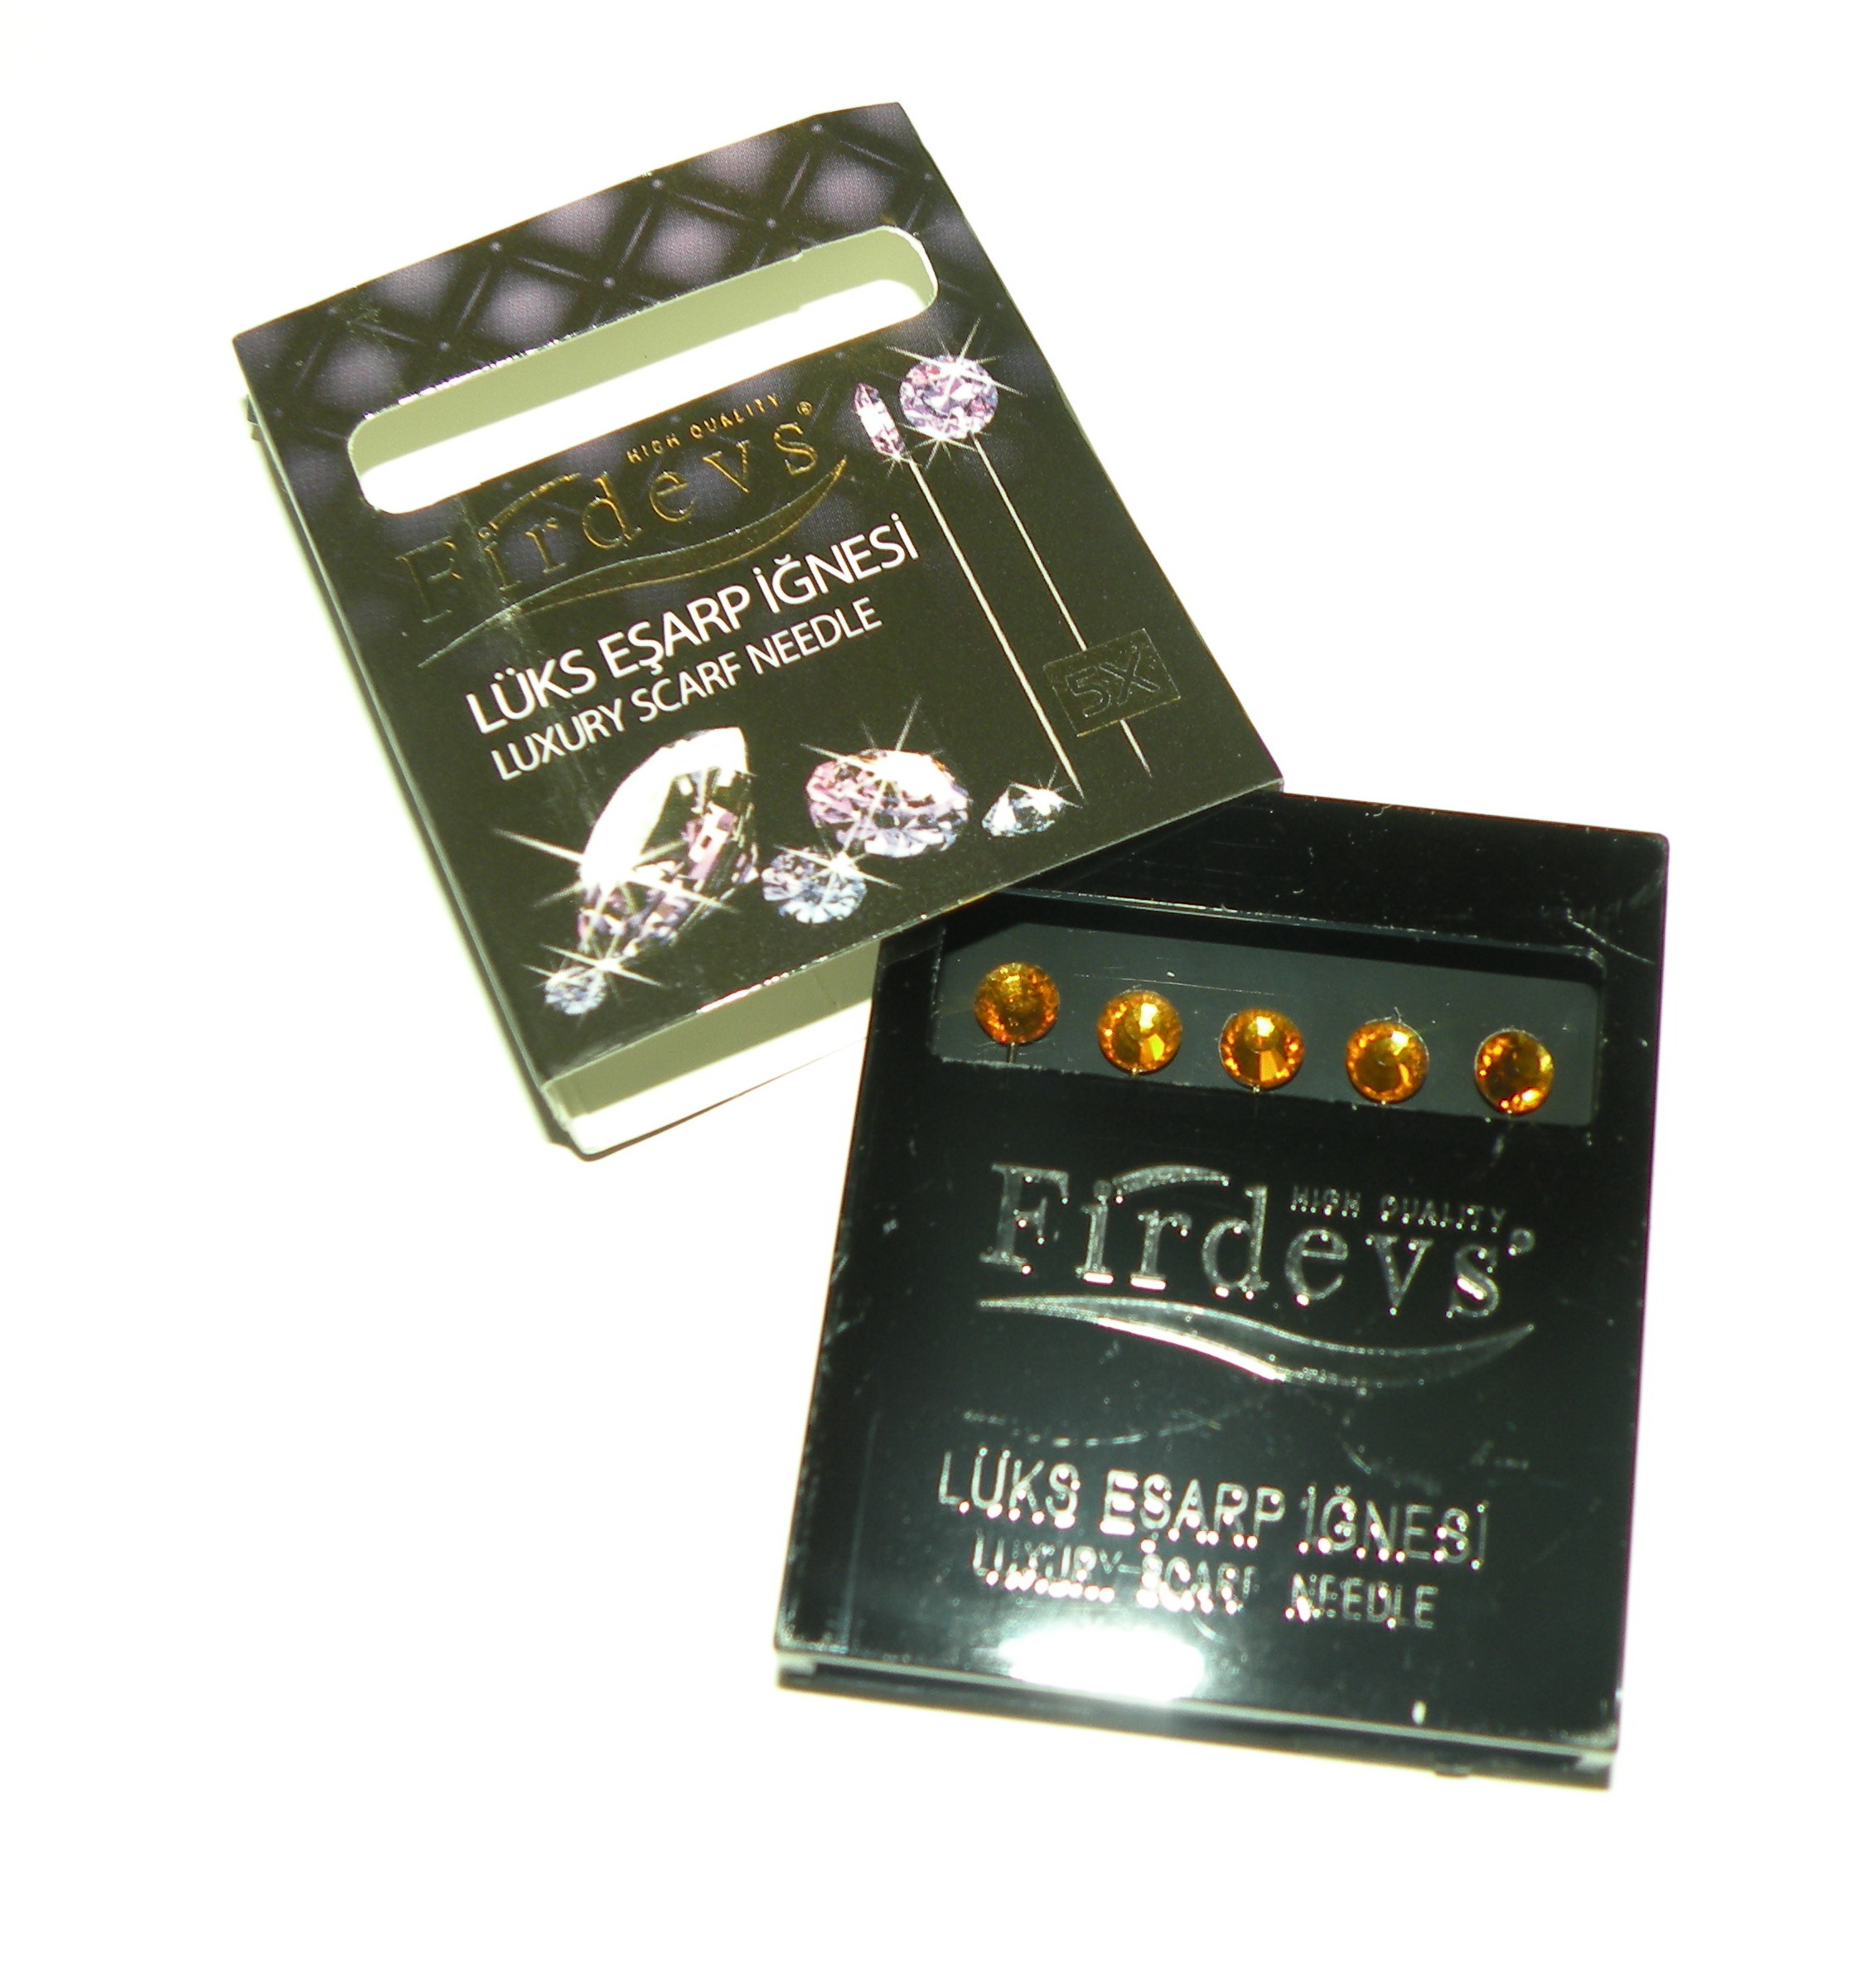 HIGH QUALITY
Firdevs®
LÜKS EŞARP İĞNESİ
LUXURY SCARF NEEDLE
5X
HIGH QUALITY
Firdevs®
LÜKS EŞARP İĞNESİ
LUXURY SCARF NEEDLE